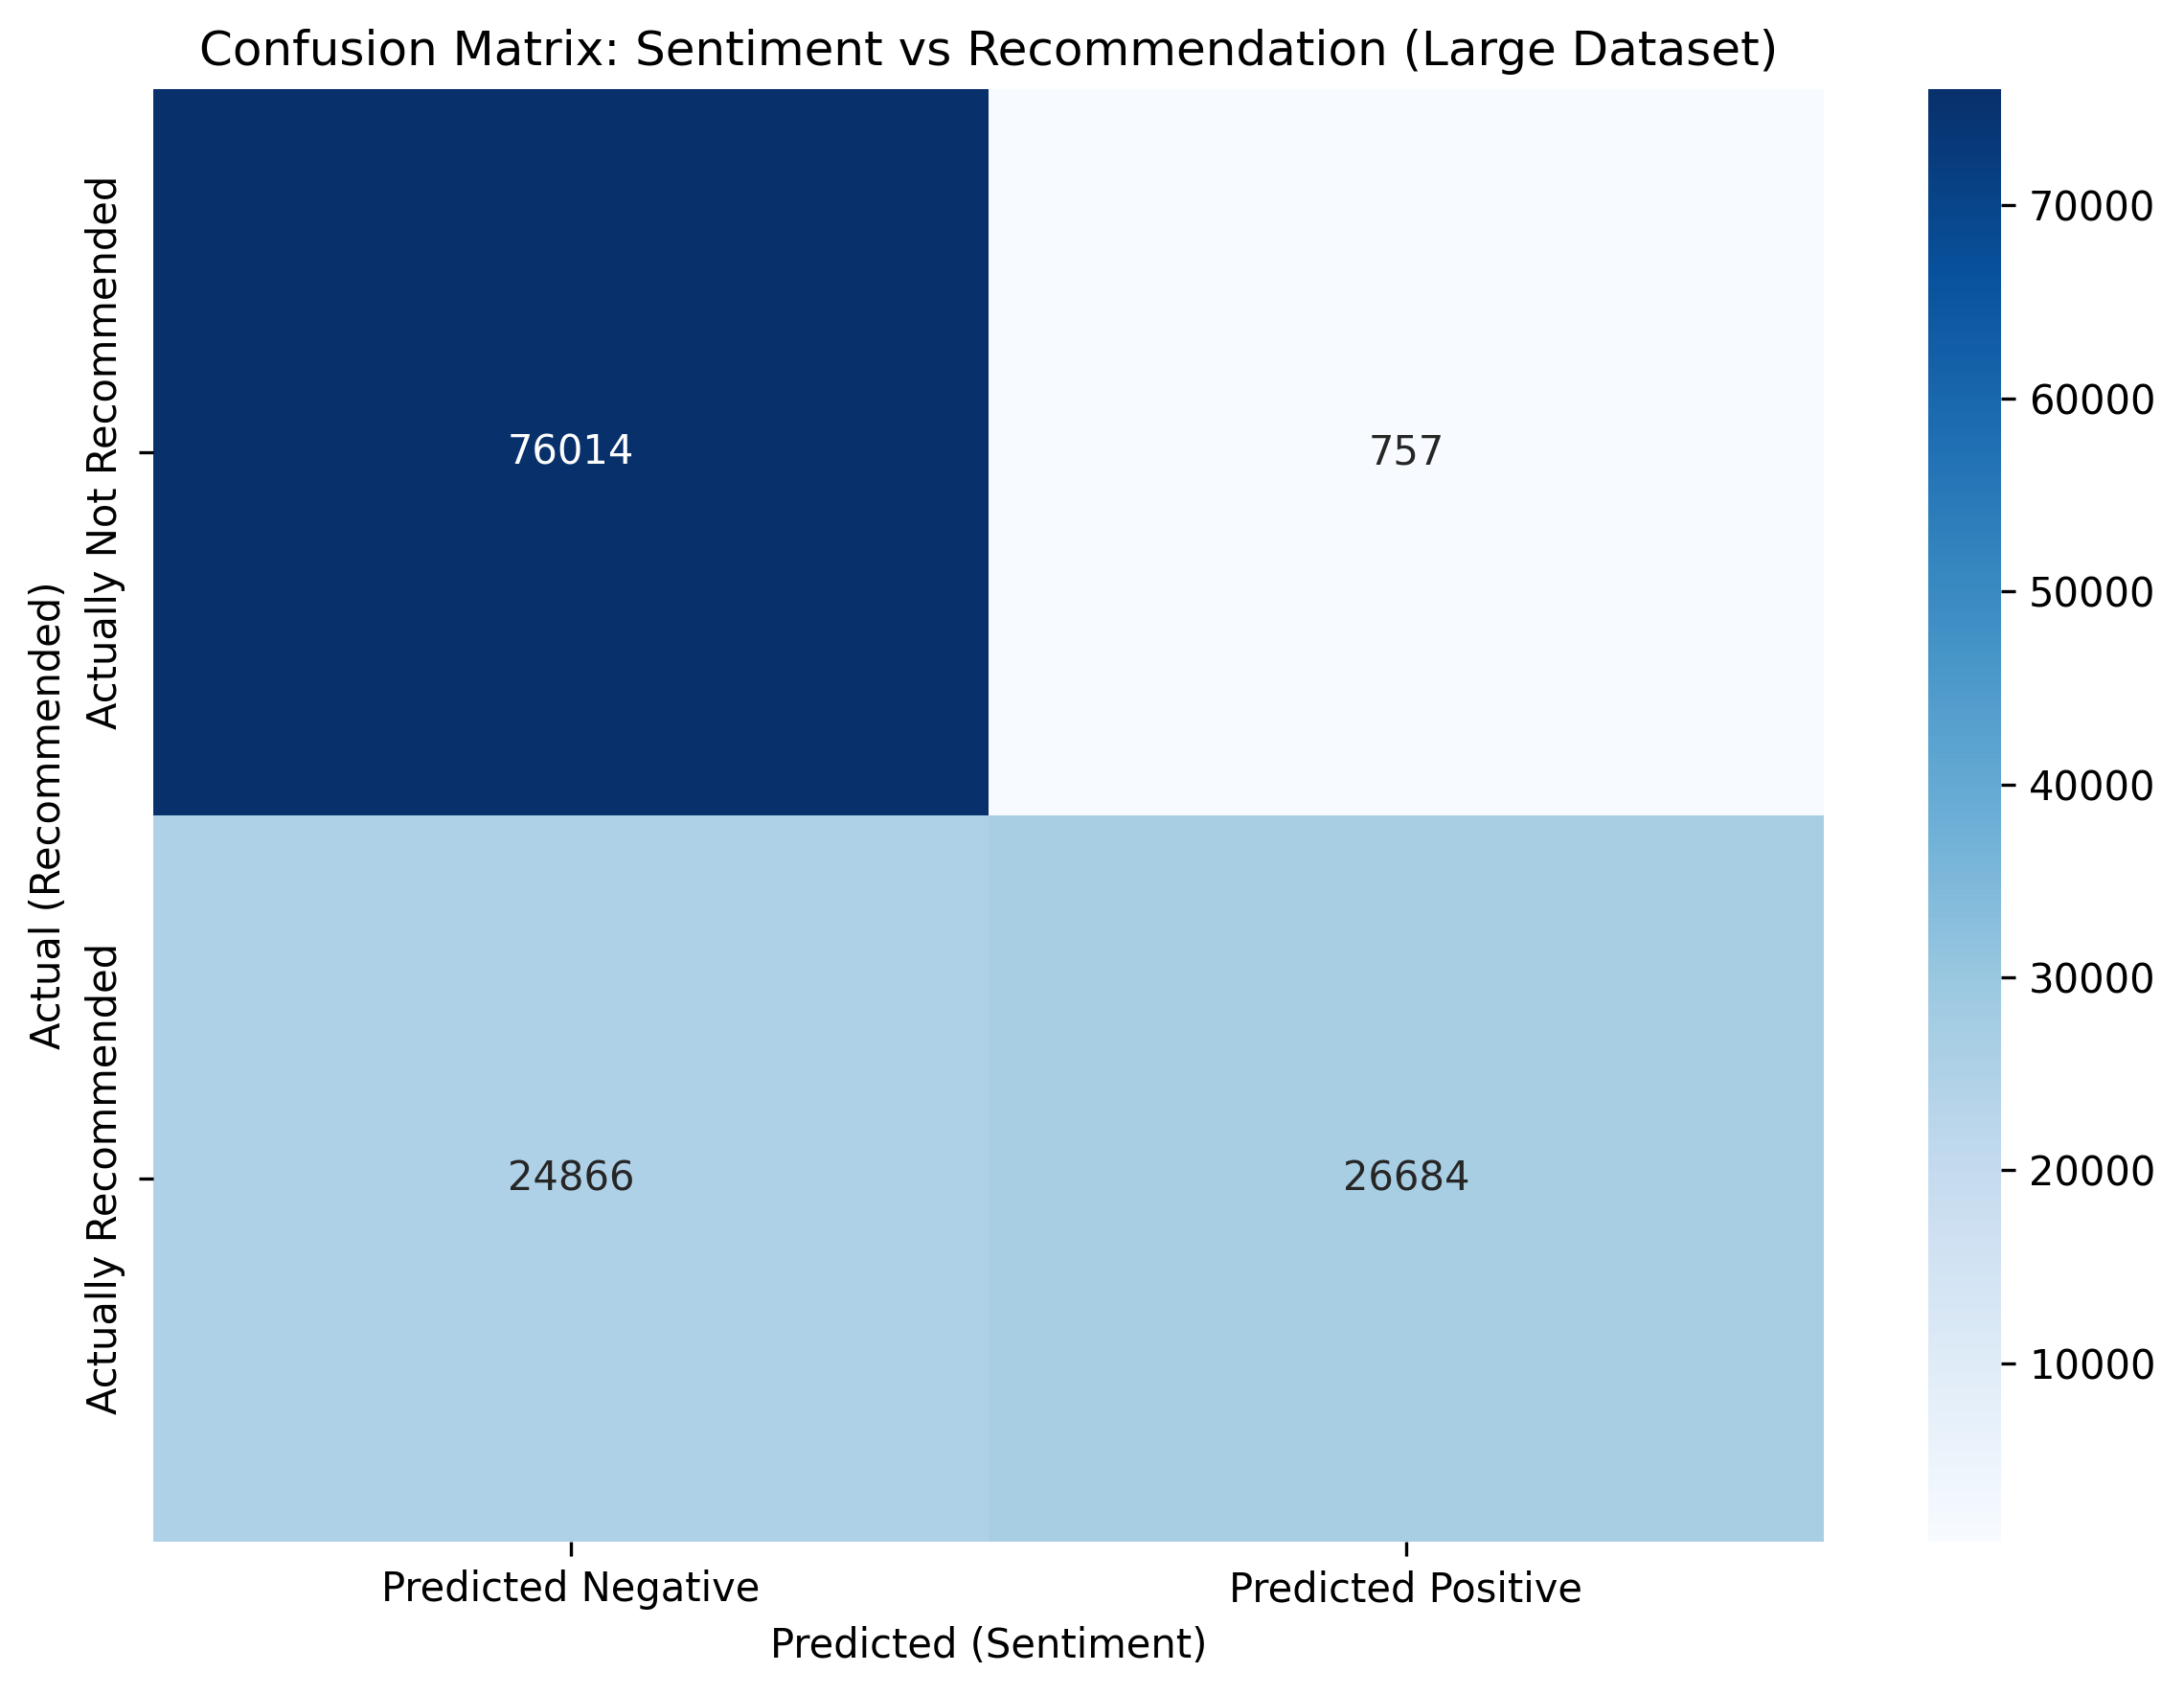 Confusion Matrix: Sentiment vs Recommendation (Large Dataset)
Actual (Recommended)
Actually Not Recommended
76014
757
Actually Recommended
24866
26684
Predicted Negative
Predicted Positive
Predicted (Sentiment)
70000
60000
50000
40000
30000
20000
10000